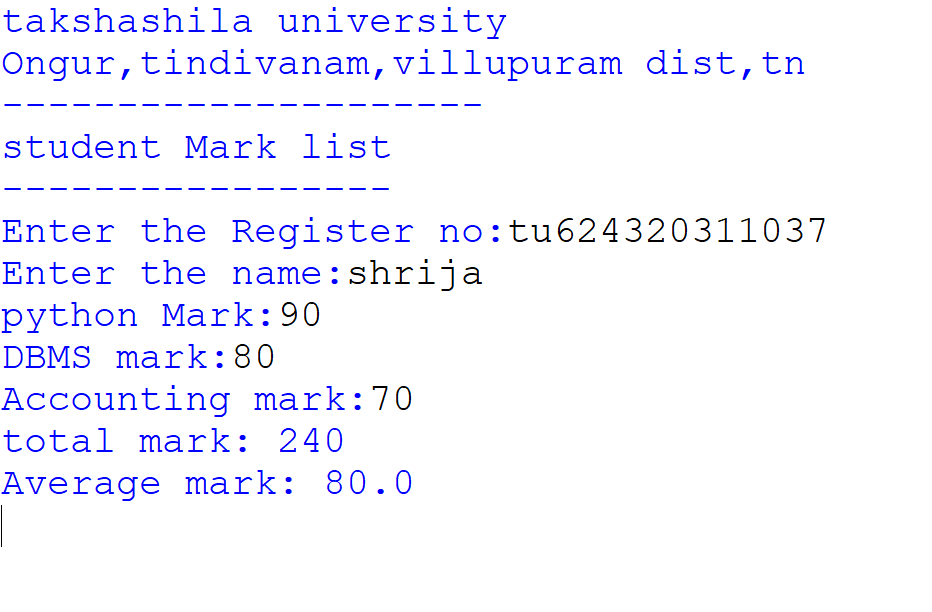 takshashila university
Ongur,tindivanam,villupuram dist,tn
---------------------
student Mark list
-----------------
Enter the Register no:tu624320311037
Enter the name:shrija
python Mark:90
DBMS mark:80
Accounting mark:70
total mark: 240
Average mark: 80.0